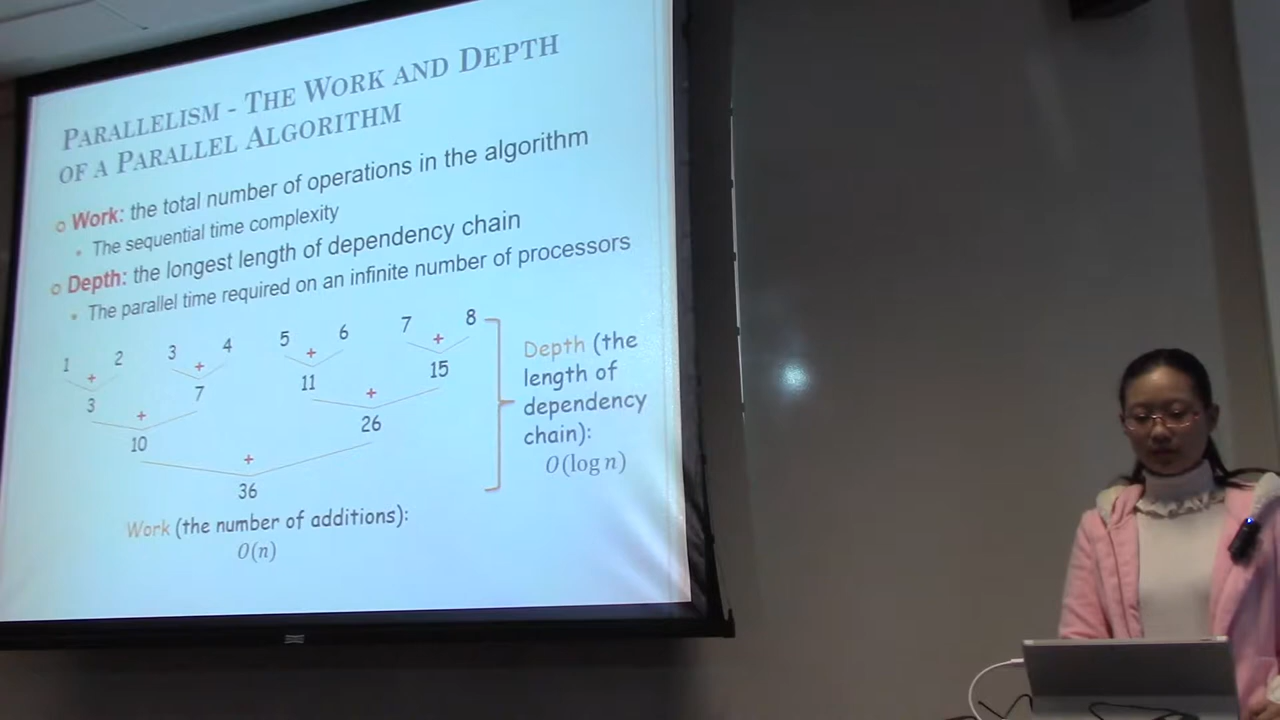 PARALLELISM - THE WORK AND DEPTH
OF A PARALLEL ALGORITHM
Work: the total number of operations in the algorithm
The sequential time complexity
Depth: the longest length of dependency chain
The parallel time required on an infinite number of processors
1 + 2 3 + 4 5 + 6 7 + 8
3 + 7 11 + 15
10 + 26
36
Depth (the
length of
dependency
chain):
O(log n)
Work (the number of additions):
O(n)